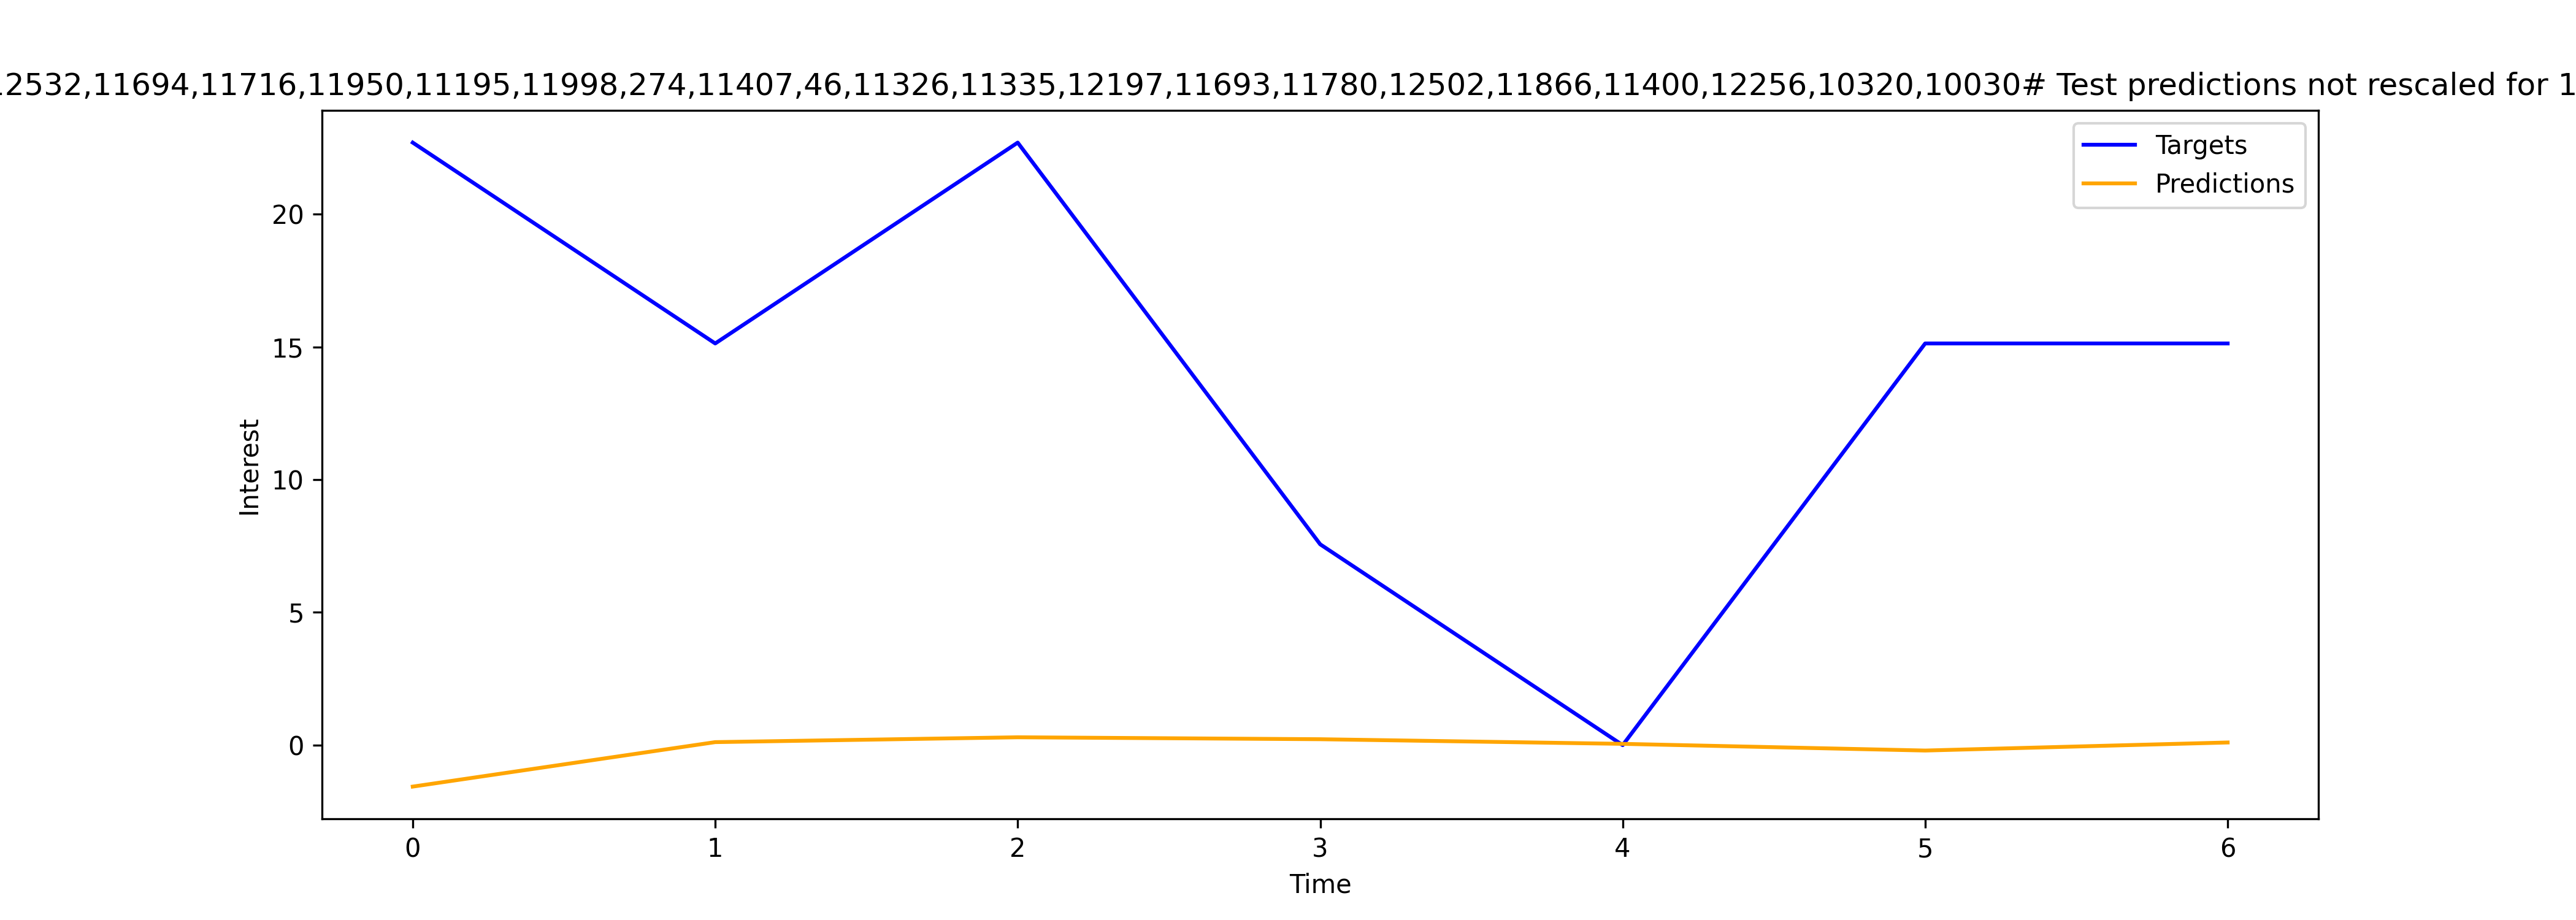 2532,11694,11716,11950,11195,11998,274,11407,46,11326,11335,12197,11693,11780,12502,11866,11400,12256,10320,10030# Test predictions not rescaled for 1
Targets
Predictions
20
15
10
5
0
Interest
0 1 2 3 4 5 6
Time